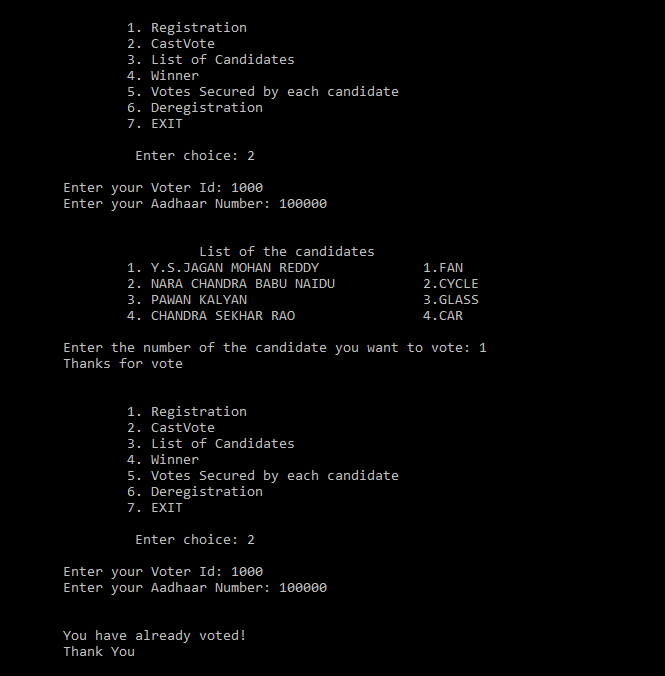 1. Registration
2. CastVote
3. List of Candidates
4. Winner
5. Votes Secured by each candidate
6. Deregistration
7. EXIT
Enter choice: 2
Enter your Voter Id: 1000
Enter your Aadhaar Number: 100000
List of the candidates
1. Y.S.JAGAN MOHAN REDDY 1.FAN
2. NARA CHANDRA BABU NAIDU 2.CYCLE
3. PAWAN KALYAN 3.GLASS
4. CHANDRA SEKHAR RAO 4.CAR
Enter the number of the candidate you want to vote: 1
Thanks for vote
1. Registration
2. CastVote
3. List of Candidates
4. Winner
5. Votes Secured by each candidate
6. Deregistration
7. EXIT
Enter choice: 2
Enter your Voter Id: 1000
Enter your Aadhaar Number: 100000
You have already voted!
Thank You